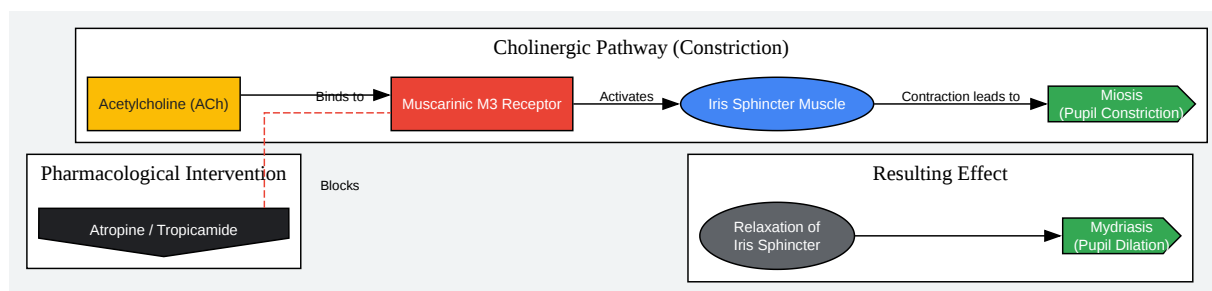 Cholinergic Pathway (Constriction)
Acetylcholine (ACh)
Binds to
Muscarinic M3 Receptor
Activates
Iris Sphincter Muscle
Contraction leads to
Miosis
(Pupil Constriction)
Pharmacological Intervention
Blocks
Atropine / Tropicamide
Resulting Effect
Relaxation of
Iris Sphincter
Mydriasis
(Pupil Dilation)